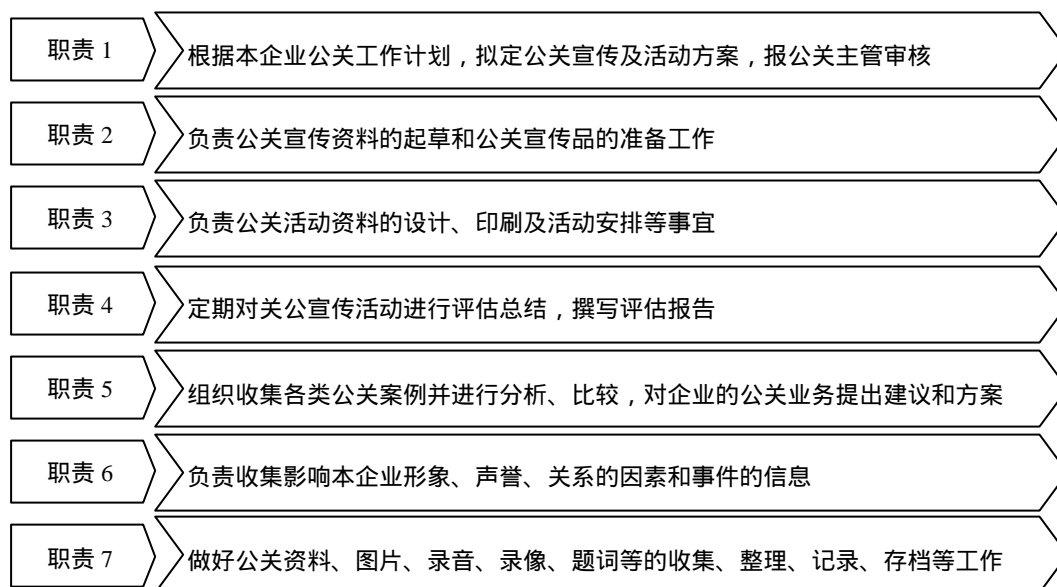 职责 1
根据本企业公关工作计划，拟定公关宣传及活动方案，报公关主管审核
职责 2
负责公关宣传资料的起草和公关宣传品的准备工作
职责 3
负责公关活动资料的设计、印刷及活动安排等事宜
职责 4
定期对关公宣传活动进行评估总结，撰写评估报告
职责 5
组织收集各类公关案例并进行分析、比较，对企业的公关业务提出建议和方案
职责 6
负责收集影响本企业形象、声誉、关系的因素和事件的信息
职责 7
做好公关资料、图片、录音、录像、题词等的收集、整理、记录、存档等工作